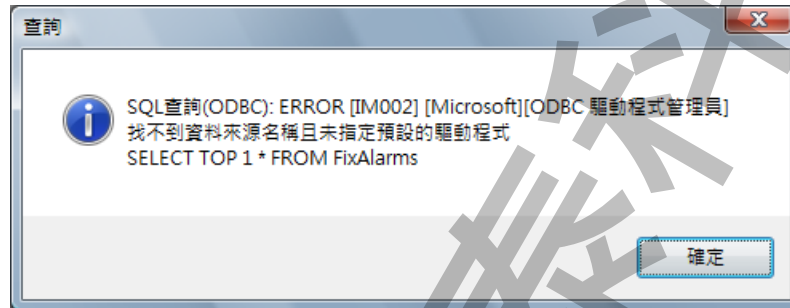 查詢
SQL查詢(ODBC): ERROR [IM002] [Microsoft][ODBC 驅動程式管理員]
找不到資料來源名稱且未指定預設的驅動程式
SELECT TOP 1 * FROM FixAlarms
確定